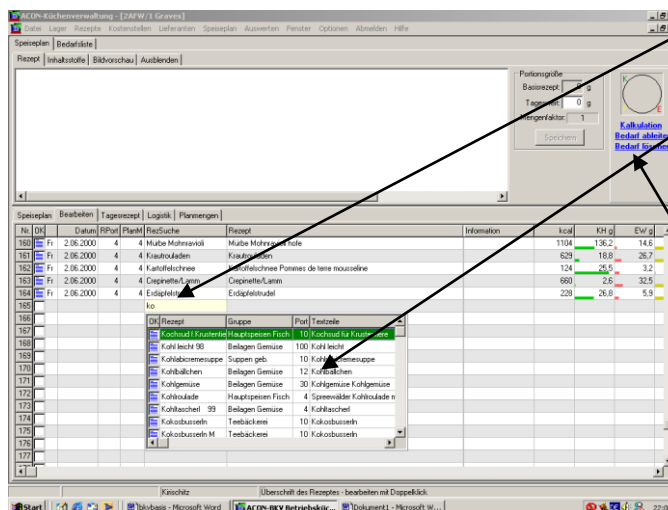 ACON-Küchenverwaltung - [2AFW/1 Graves]
Datei Lager Rezepte Kostenstellen Lieferanten Speiseplan Auswerten Fenster Optionen Abmelden Hilfe
Speiseplan Bedarfsliste
Rezept Inhaltsstoffe Bildvorschau Ausblenden
Portionsgröße
Basisrezept: g
Tagesrezept: 0 g
Mengenfaktor: 1
Speichern
K
E
Kalkulation
Bedarf ableiten
Bedarf löschen
Speiseplan Bearbeiten Tagesrezept Logistik Planmengen
Nr. OK Datum RPort PlanM RezSuche Rezept Information kcal KH g EW g
160 Fr 2.06.2000 4 4 Mürbe Mohnravioli Mürbe Mohnravioli hofe 1104 136,2 14,6
161 Fr 2.06.2000 4 4 Krautrouladen Krautrouladen 629 18,8 26,7
162 Fr 2.06.2000 4 4 Kartoffelschnee Kartoffelschnee Pommes de terre mousseline 124 25,5 3,2
163 Fr 2.06.2000 4 4 Crepinette/Lamm Crepinette/Lamm 660 2,6 32,5
164 Fr 2.06.2000 4 4 Erdäpfelstrudel Erdäpfelstrudel 228 26,8 5,9
165 ko
166 OK Rezept Gruppe Port Textzeile
167 Kochsud f.Krustentie Hauptspeisen Fisch 10 Kochsud für Krustentiere
168 Kohl leicht 98 Beilagen Gemüse 100 Kohl leicht
169 Kohlrabicremesuppe Suppen geb. 10 Kohlrabicremesuppe
170 Kohlbällchen Beilagen Gemüse 12 Kohlbällchen
171 Kohlgemüse Beilagen Gemüse 30 Kohlgemüse Kohlgemüse
172 Kohlroulade Hauptspeisen Fisch 4 Spreewälder Kohlroulade n
173 Kohltascherl 99 Beilagen Gemüse 4 Kohltascherl
174 Kokosbusserln Teebäckerei 10 Kokosbusserln
175 Kokosbusserln M Teebäckerei 10 Kokosbusserln
176
177
Kirischitz Überschrift des Rezeptes - bearbeiten mit Doppelklick.
Start bkybasis - Microsoft Word ACON-BKV Betriebsküc... Dokument1 - Microsoft W...